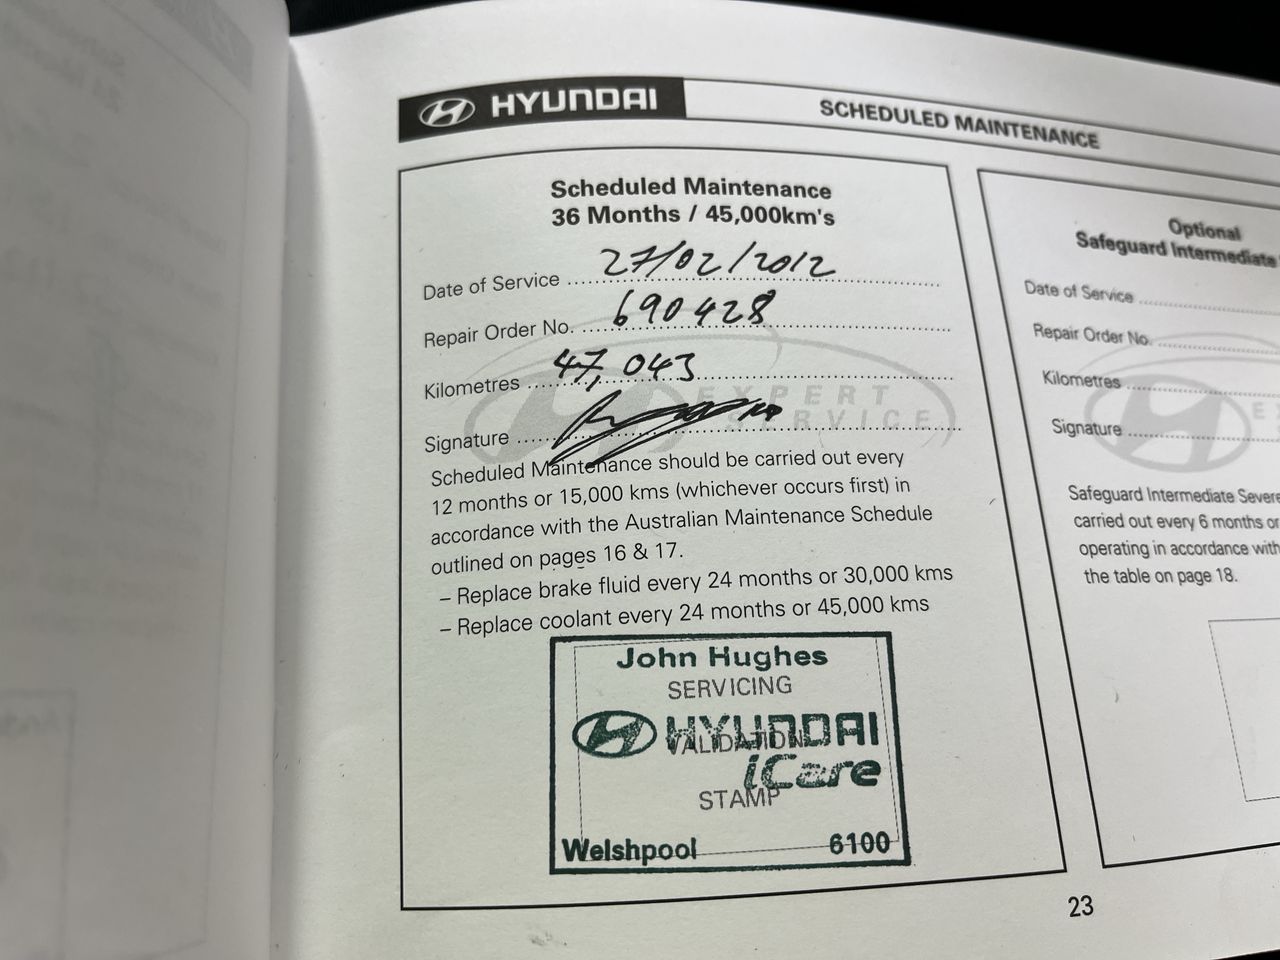 HYUNDAI
SCHEDULED MAINTENANCE
Scheduled Maintenance
36 Months / 45,000km's
Date of Service 27/02/2012
Repair Order No. 690428
Kilometres 47,043
EXPERT
SERVICE
Signature
Scheduled Maintenance should be carried out every
12 months or 15,000 kms (whichever occurs first) in
accordance with the Australian Maintenance Schedule
outlined on pages 16 & 17.
– Replace brake fluid every 24 months or 30,000 kms
– Replace coolant every 24 months or 45,000 kms
John Hughes
SERVICING
HYUNDAI
VALIDATION
iCare
STAMP
Welshpool 6100
Optional
Safeguard Intermediate
Date of Service
Repair Order No.
Kilometres
Signature
Safeguard Intermediate Severe
carried out every 6 months or
operating in accordance with
the table on page 18.
23